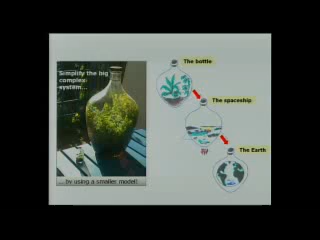 Simplify the big
complex
system...
... by using a smaller model!
The bottle
The spaceship
The Earth